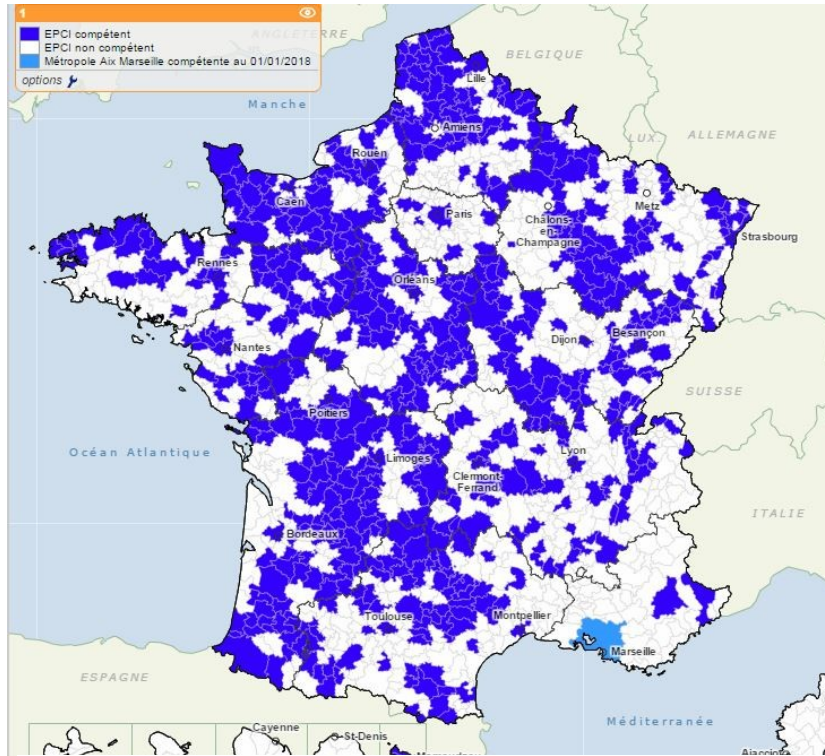 1
EPCI compétent
EPCI non compétent
Métropole Aix Marseille compétente au 01/01/2018
options
ANGLETERRE
BELGIQUE
Lille
Manche
Amiens
LUX.
ALLEMAGNE
Rouen
Caen
Paris
Châlons-
en-
Champagne
Metz
Strasbourg
Rennes
Orléans
Nantes
Dijon
Besançon
SUISSE
Poitiers
Océan Atlantique
Limoges
Clermont-
Ferrand
Lyon
ITALIE
Bordeaux
Toulouse
Montpellier
Marseille
ESPAGNE
Méditerranée
Cayenne
St-Denis
Ajaccio